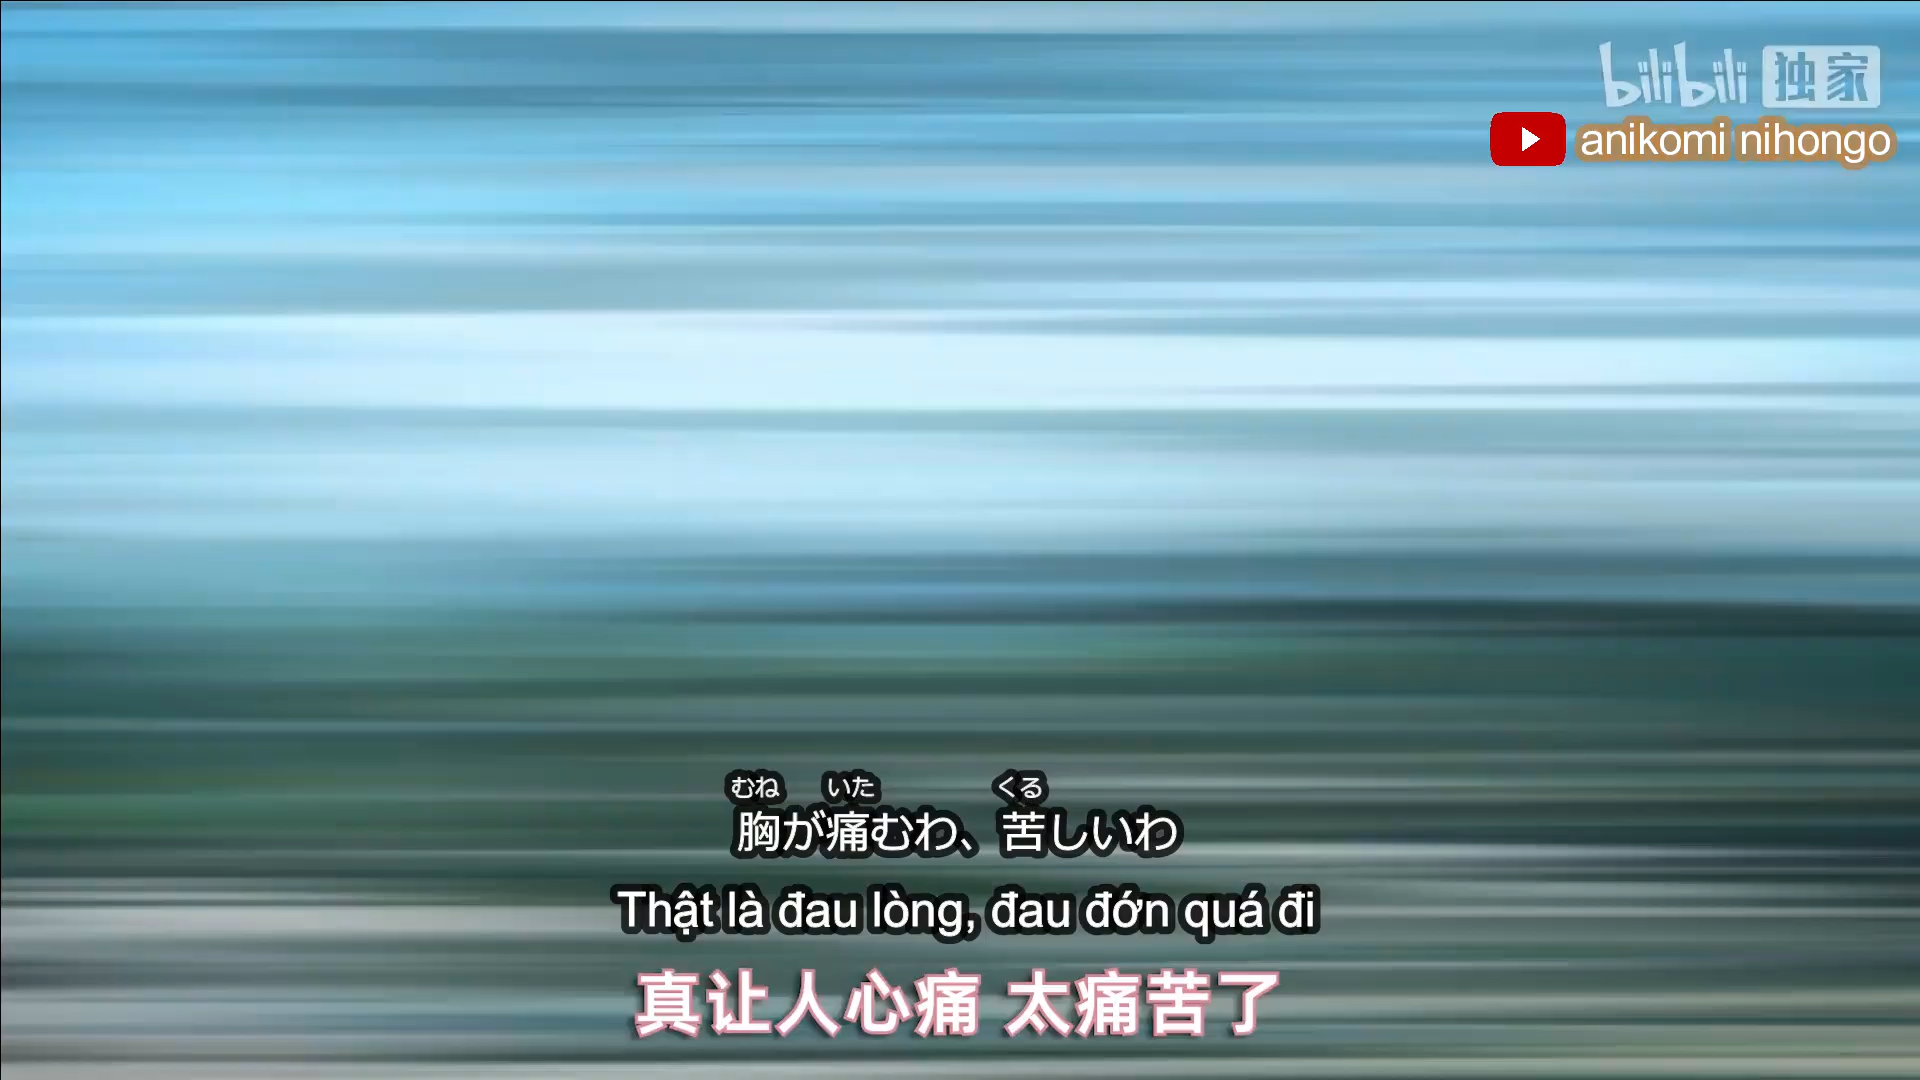 bilibili 独家
anikomi nihongo
むね いた くる
胸が痛むわ、苦しいわ
Thật là đau lòng, đau đớn quá đi
真让人心痛 太痛苦了